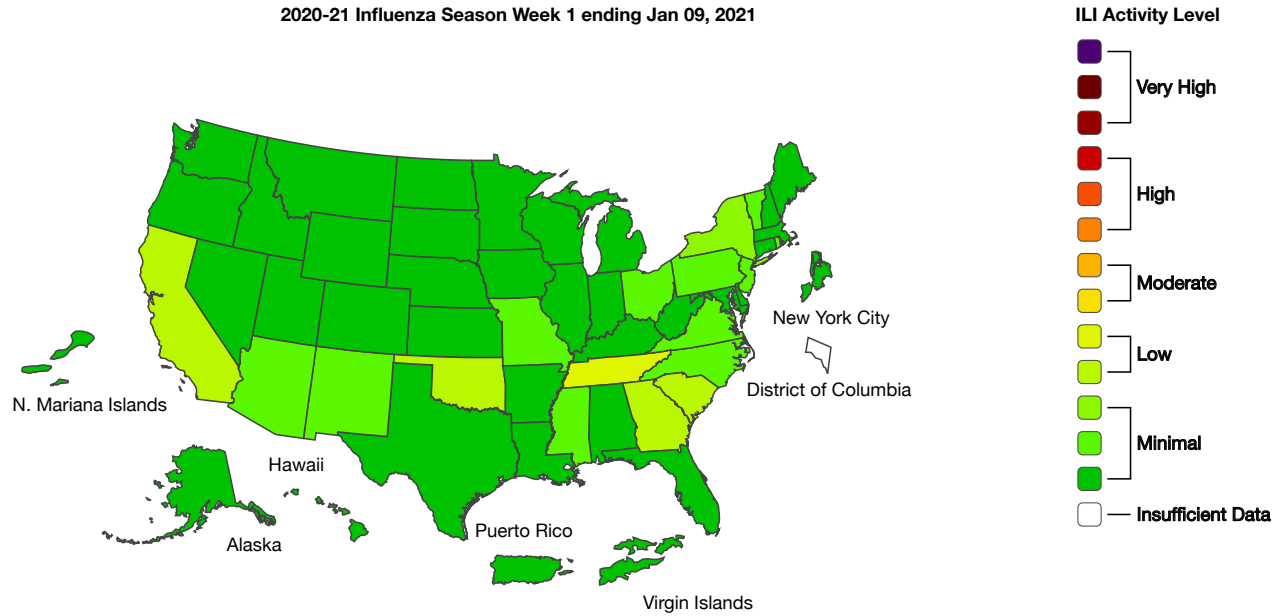 2020-21 Influenza Season Week 1 ending Jan 09, 2021
ILI Activity Level
Very High
High
Moderate
Low
Minimal
Insufficient Data
New York City
District of Columbia
N. Mariana Islands
Hawaii
Alaska
Puerto Rico
Virgin Islands